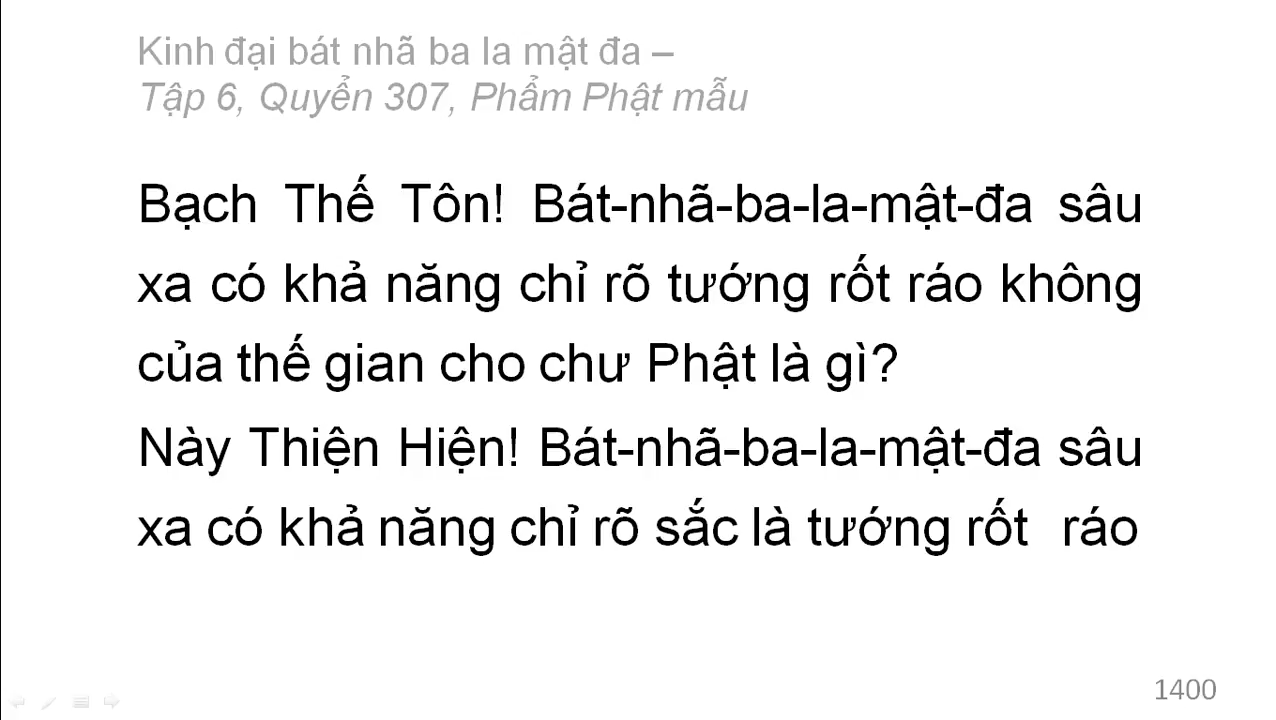 Kinh đại bát nhã ba la mật đa –
Tập 6, Quyển 307, Phẩm Phật mẫu
Bạch Thế Tôn! Bát-nhã-ba-la-mật-đa sâu
xa có khả năng chỉ rõ tướng rốt ráo không
của thế gian cho chư Phật là gì?
Này Thiện Hiện! Bát-nhã-ba-la-mật-đa sâu
xa có khả năng chỉ rõ sắc là tướng rốt ráo
1400